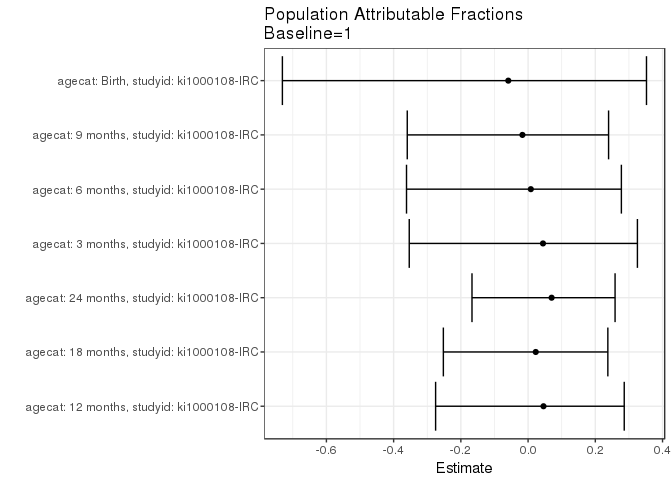 Population Attributable Fractions
Baseline=1
agecat: Birth, studyid: ki1000108-IRC
agecat: 9 months, studyid: ki1000108-IRC
agecat: 6 months, studyid: ki1000108-IRC
agecat: 3 months, studyid: ki1000108-IRC
agecat: 24 months, studyid: ki1000108-IRC
agecat: 18 months, studyid: ki1000108-IRC
agecat: 12 months, studyid: ki1000108-IRC
-0.6 -0.4 -0.2 0.0 0.2 0.4
Estimate